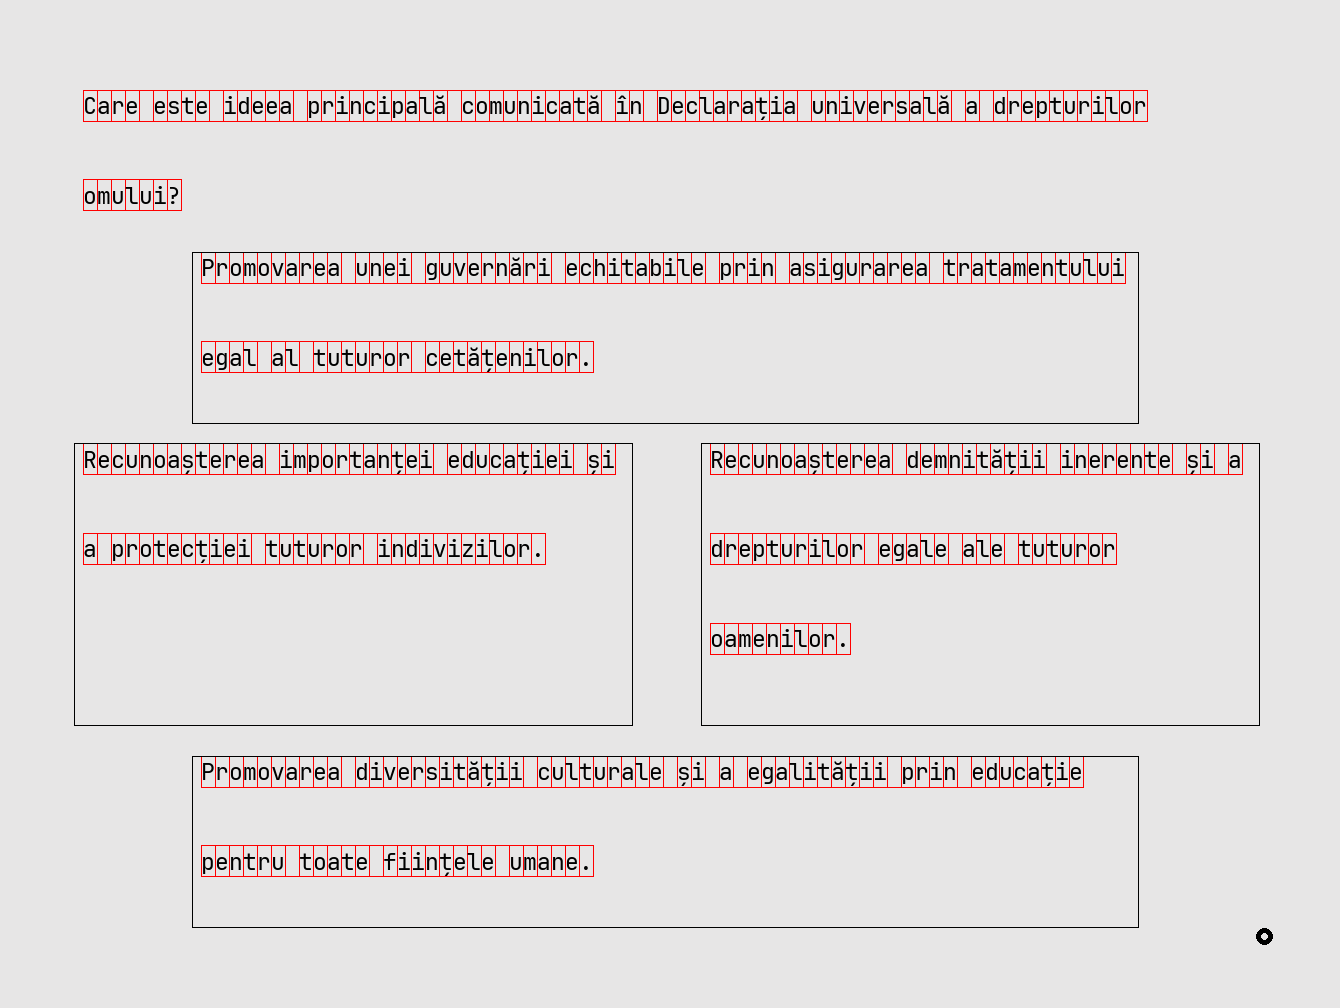 Care este ideea principală comunicată în Declarația universală a drepturilor
omului?
Promovarea unei guvernări echitabile prin asigurarea tratamentului
egal al tuturor cetățenilor.
Recunoașterea importanței educației și
a protecției tuturor indivizilor.
Recunoașterea demnității inerente și a
drepturilor egale ale tuturor
oamenilor.
Promovarea diversității culturale și a egalității prin educație
pentru toate ființele umane.